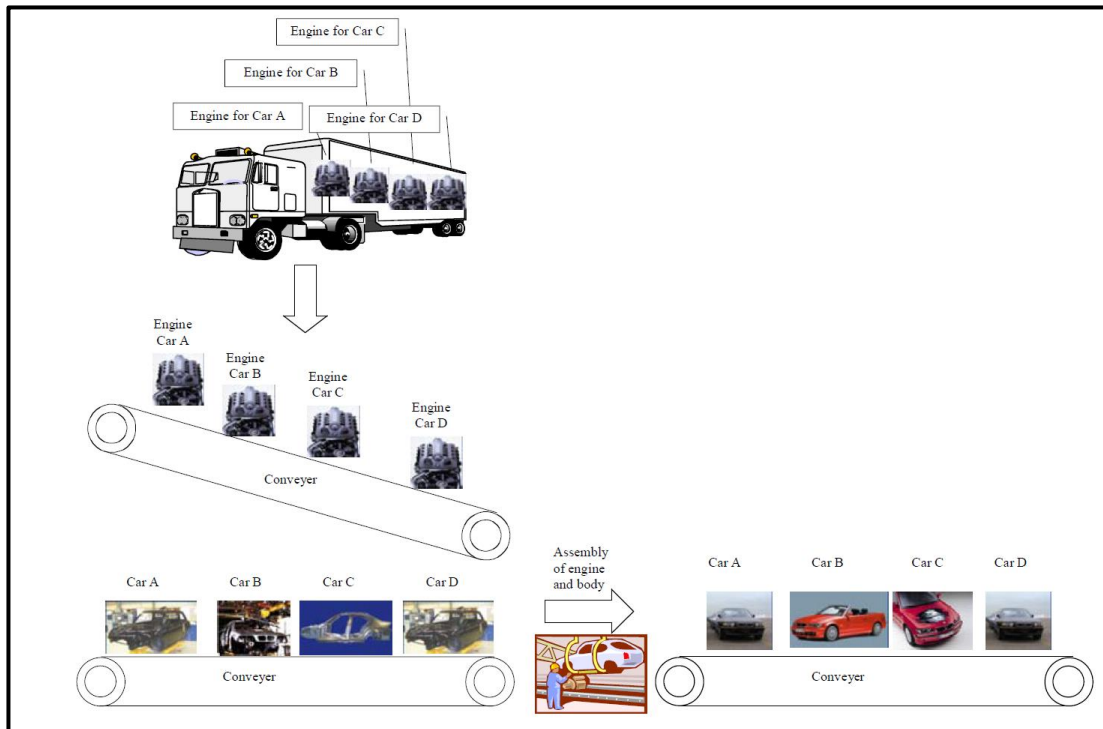 Engine for Car C
Engine for Car B
Engine for Car A
Engine for Car D
Engine
Car A
Engine
Car B
Engine
Car C
Engine
Car D
Conveyer
Car A
Car B
Car C
Car D
Conveyer
Assembly
of engine
and body
Car A
Car B
Car C
Car D
Conveyer